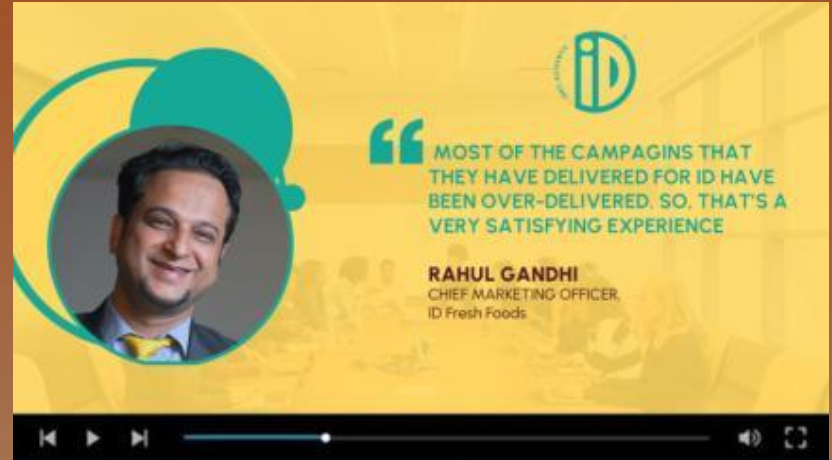 iD
“ MOST OF THE CAMPAGINS THAT
THEY HAVE DELIVERED FOR ID HAVE
BEEN OVER-DELIVERED. SO, THAT'S A
VERY SATISFYING EXPERIENCE
RAHUL GANDHI
CHIEF MARKETING OFFICER,
ID Fresh Foods